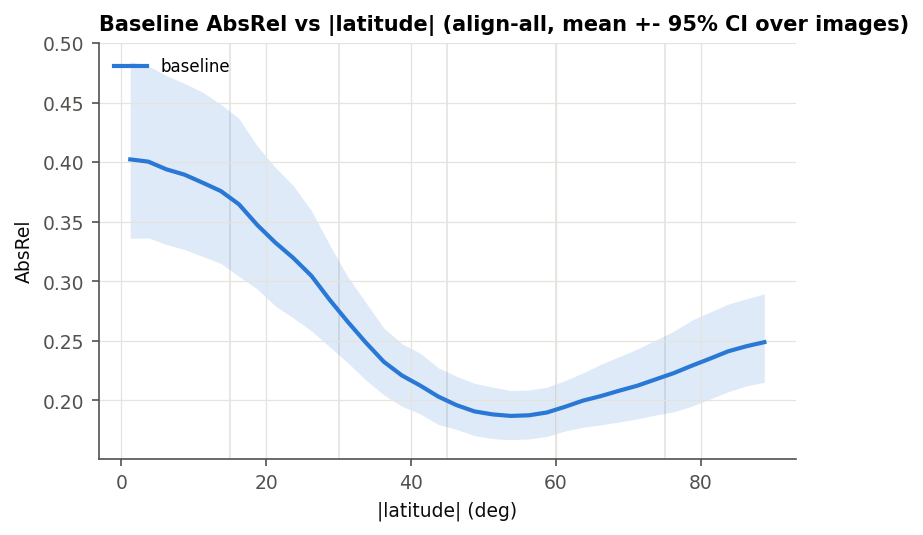 Baseline AbsRel vs |latitude| (align-all, mean +- 95% CI over images)
baseline
AbsRel
0.50
0.45
0.40
0.35
0.30
0.25
0.20
0 20 40 60 80
|latitude| (deg)